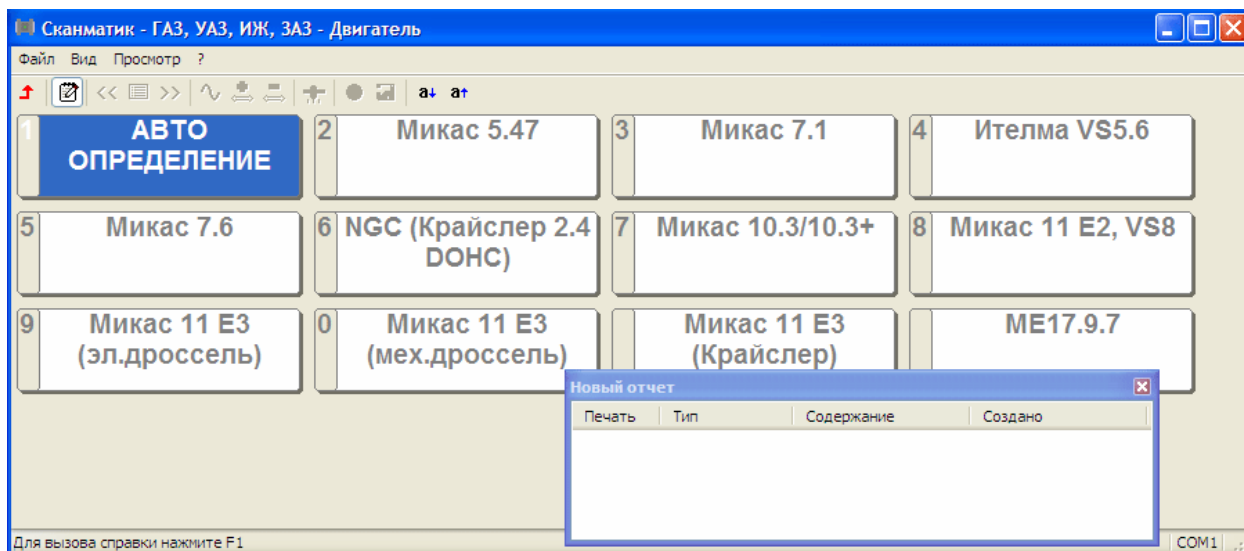 Сканматик - ГАЗ, УАЗ, ИЖ, ЗАЗ - Двигатель
Файл Вид Просмотр ?
<< >> a↓ a↑
1 АВТО ОПРЕДЕЛЕНИЕ
2 Микас 5.47
3 Микас 7.1
4 Ителма VS5.6
5 Микас 7.6
6 NGC (Крайслер 2.4
DOHC)
7 Микас 10.3/10.3+
8 Микас 11 E2, VS8
9 Микас 11 Е3
(эл.дроссель)
0 Микас 11 Е3
(мех.дроссель)
Микас 11 Е3
(Крайслер)
ME17.9.7
Новый отчет
Печать Тип Содержание Создано
Для вызова справки нажмите F1
COM1